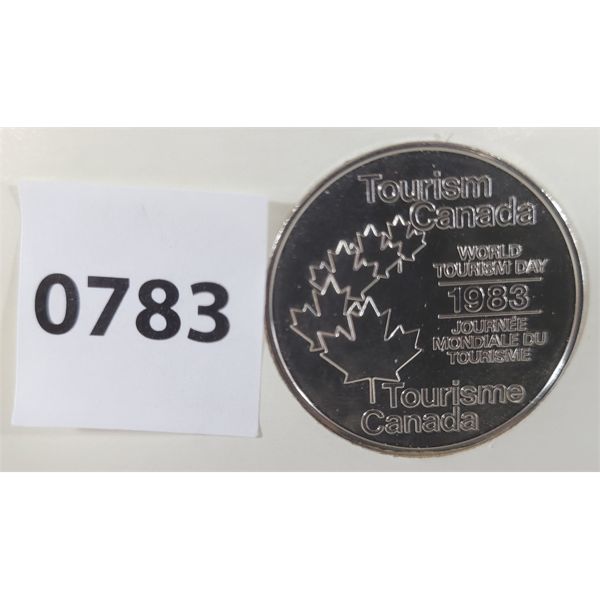 0783
Tourism
Canada
WORLD
TOURISM DAY
1983
JOURNÉE
MONDIALE DU
TOURISME
Tourisme
Canada